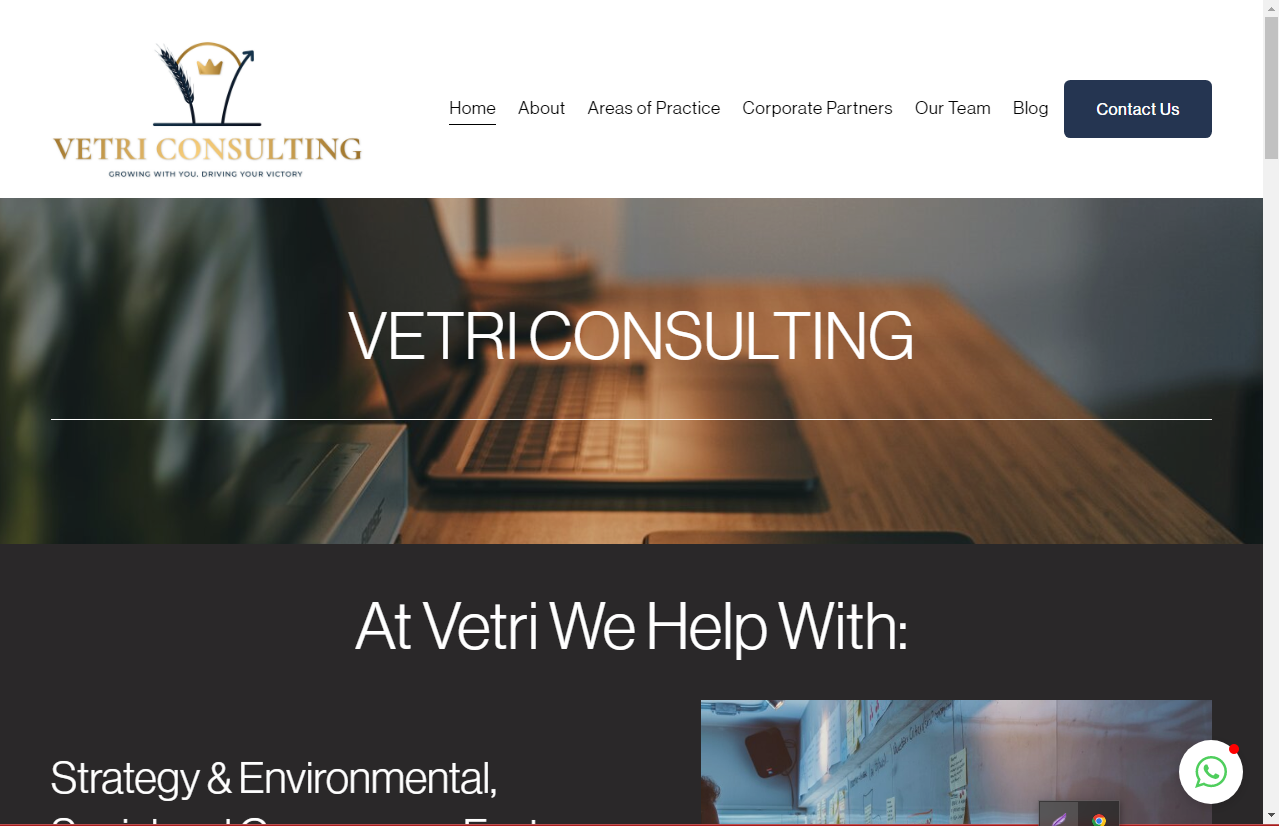 VETRI CONSULTING
GROWING WITH YOU, DRIVING YOUR VICTORY
Home About Areas of Practice Corporate Partners Our Team Blog Contact Us
VETRI CONSULTING
At Vetri We Help With:
Strategy & Environmental,